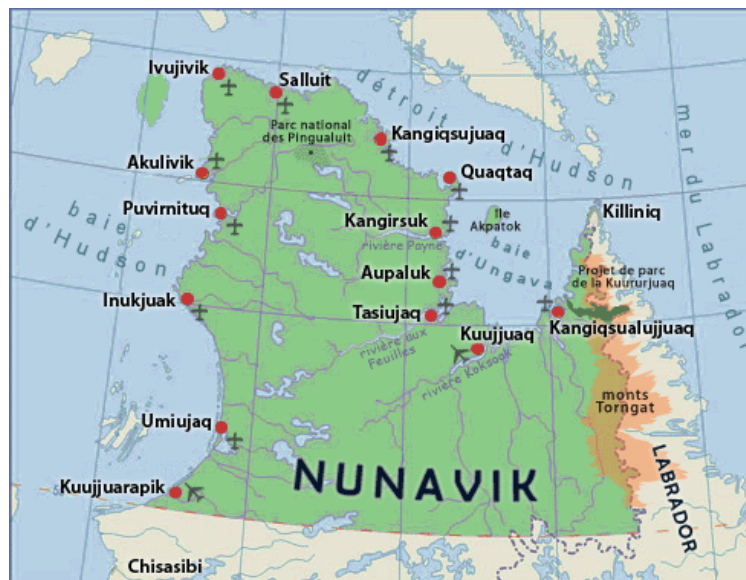 Ivujivik
Salluit
détroit d'Hudson
Parc national
des Pingualuit
Kangiqsujuaq
Akulivik
Quaqtaq
mer du Labrador
baie
d'Hudson
Puvirnituq
Kangirsuk
rivière Payne
île
Akpatok
Killiniq
baie
d'Ungava
Aupaluk
Projet de parc
de la Kuururjuaq
Inukjuak
Tasiujaq
Kangiqsualujjuaq
rivière aux
Feuilles
Kuujjuaq
rivière Koksoak
monts
Torngat
Umiujaq
LABRADOR
NUNAVIK
Kuujjuarapik
Chisasibi